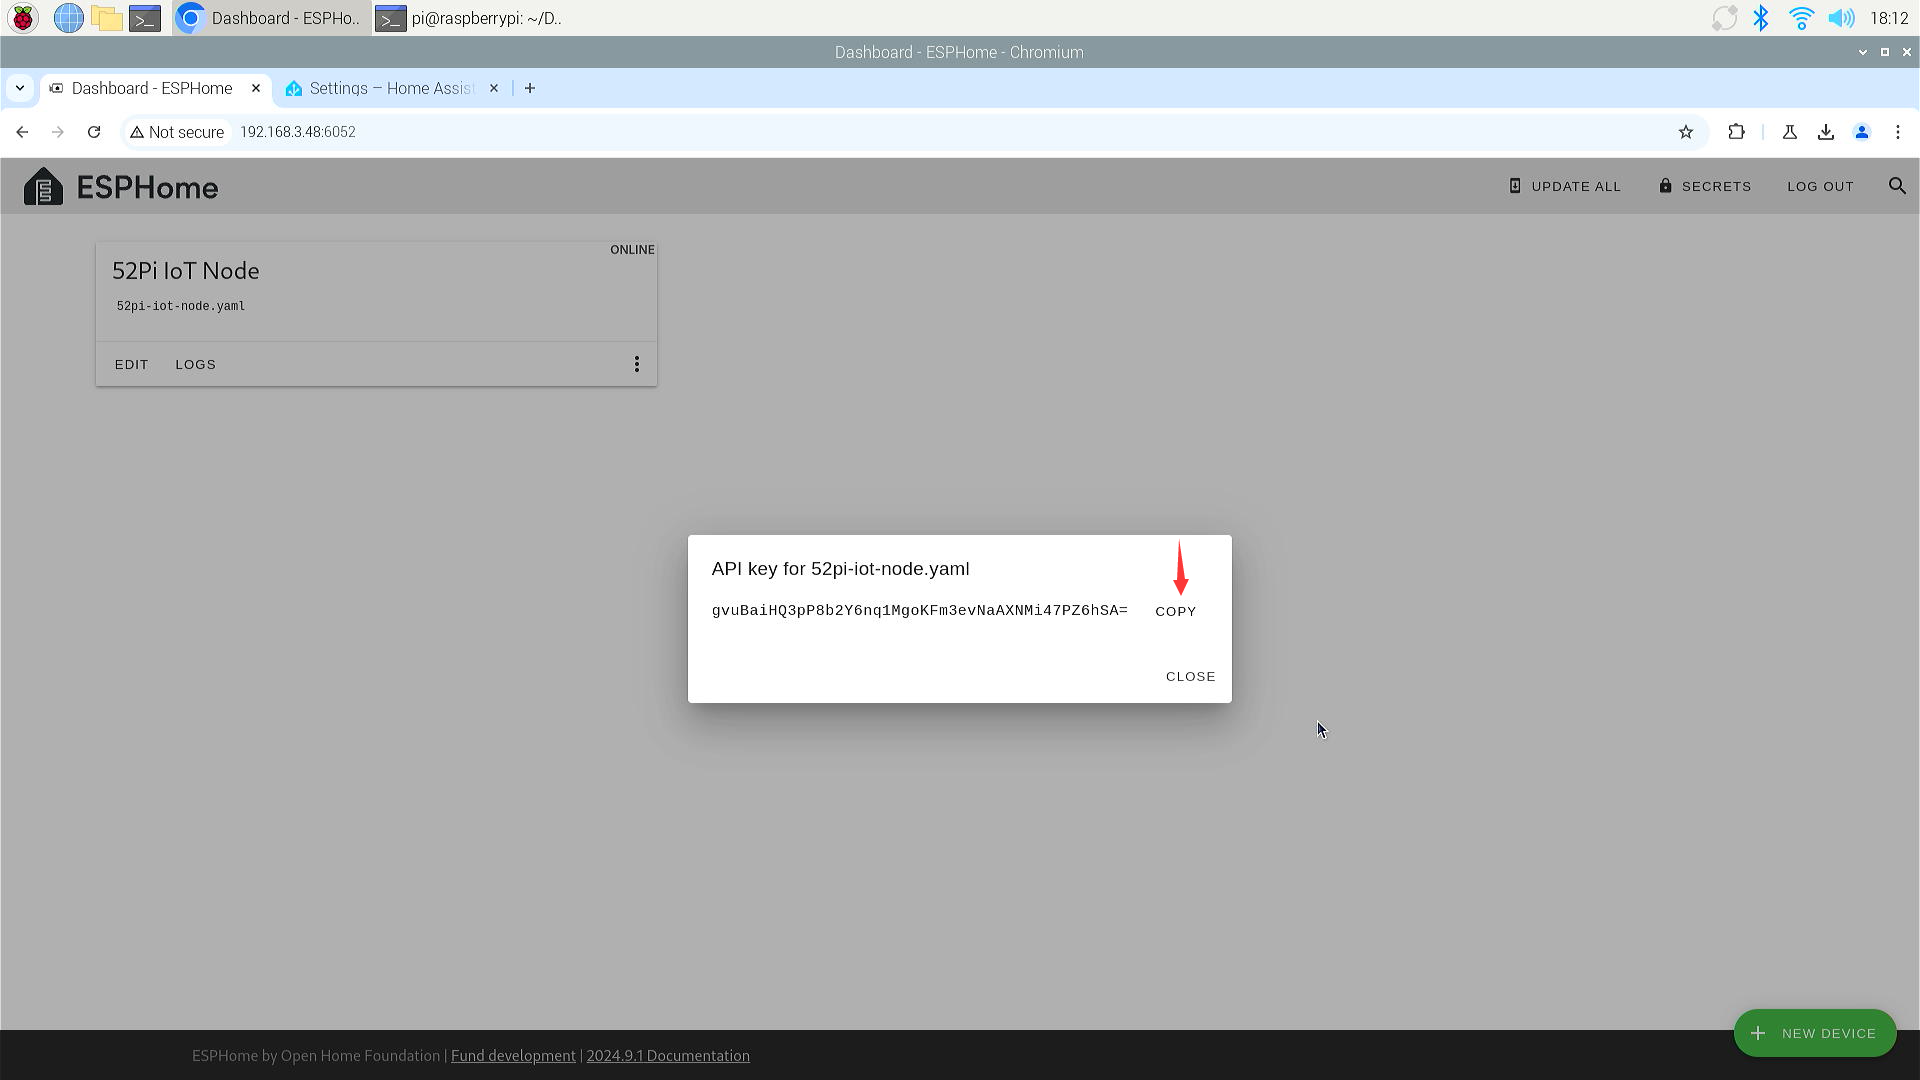 Dashboard - ESPHo..
pi@raspberrypi: ~/D..
18:12
Dashboard - ESPHome - Chromium
Dashboard - ESPHome
Settings – Home Assist
Not secure
192.168.3.48:6052
ESPHome
UPDATE ALL
SECRETS
LOG OUT
ONLINE
52Pi IoT Node
52pi-iot-node.yaml
EDIT
LOGS
API key for 52pi-iot-node.yaml
gvuBaiHQ3pP8b2Y6nq1MgoKFm3evNaAXNMi47PZ6hSA=
COPY
CLOSE
NEW DEVICE
ESPHome by Open Home Foundation | Fund development | 2024.9.1 Documentation